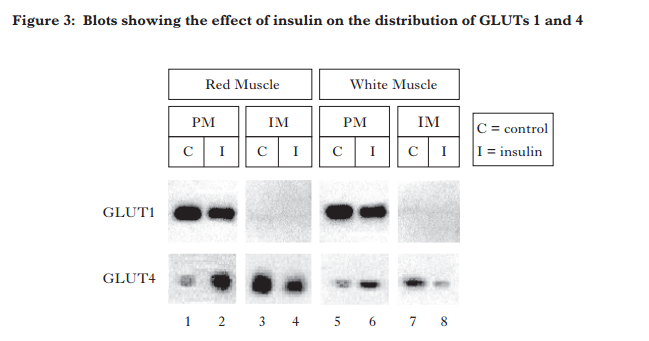 Figure 3: Blots showing the effect of insulin on the distribution of GLUTs 1 and 4
Red Muscle White Muscle
PM IM PM IM
C I C I C I C I
C = control
I = insulin
GLUT1
GLUT4
1 2 3 4 5 6 7 8